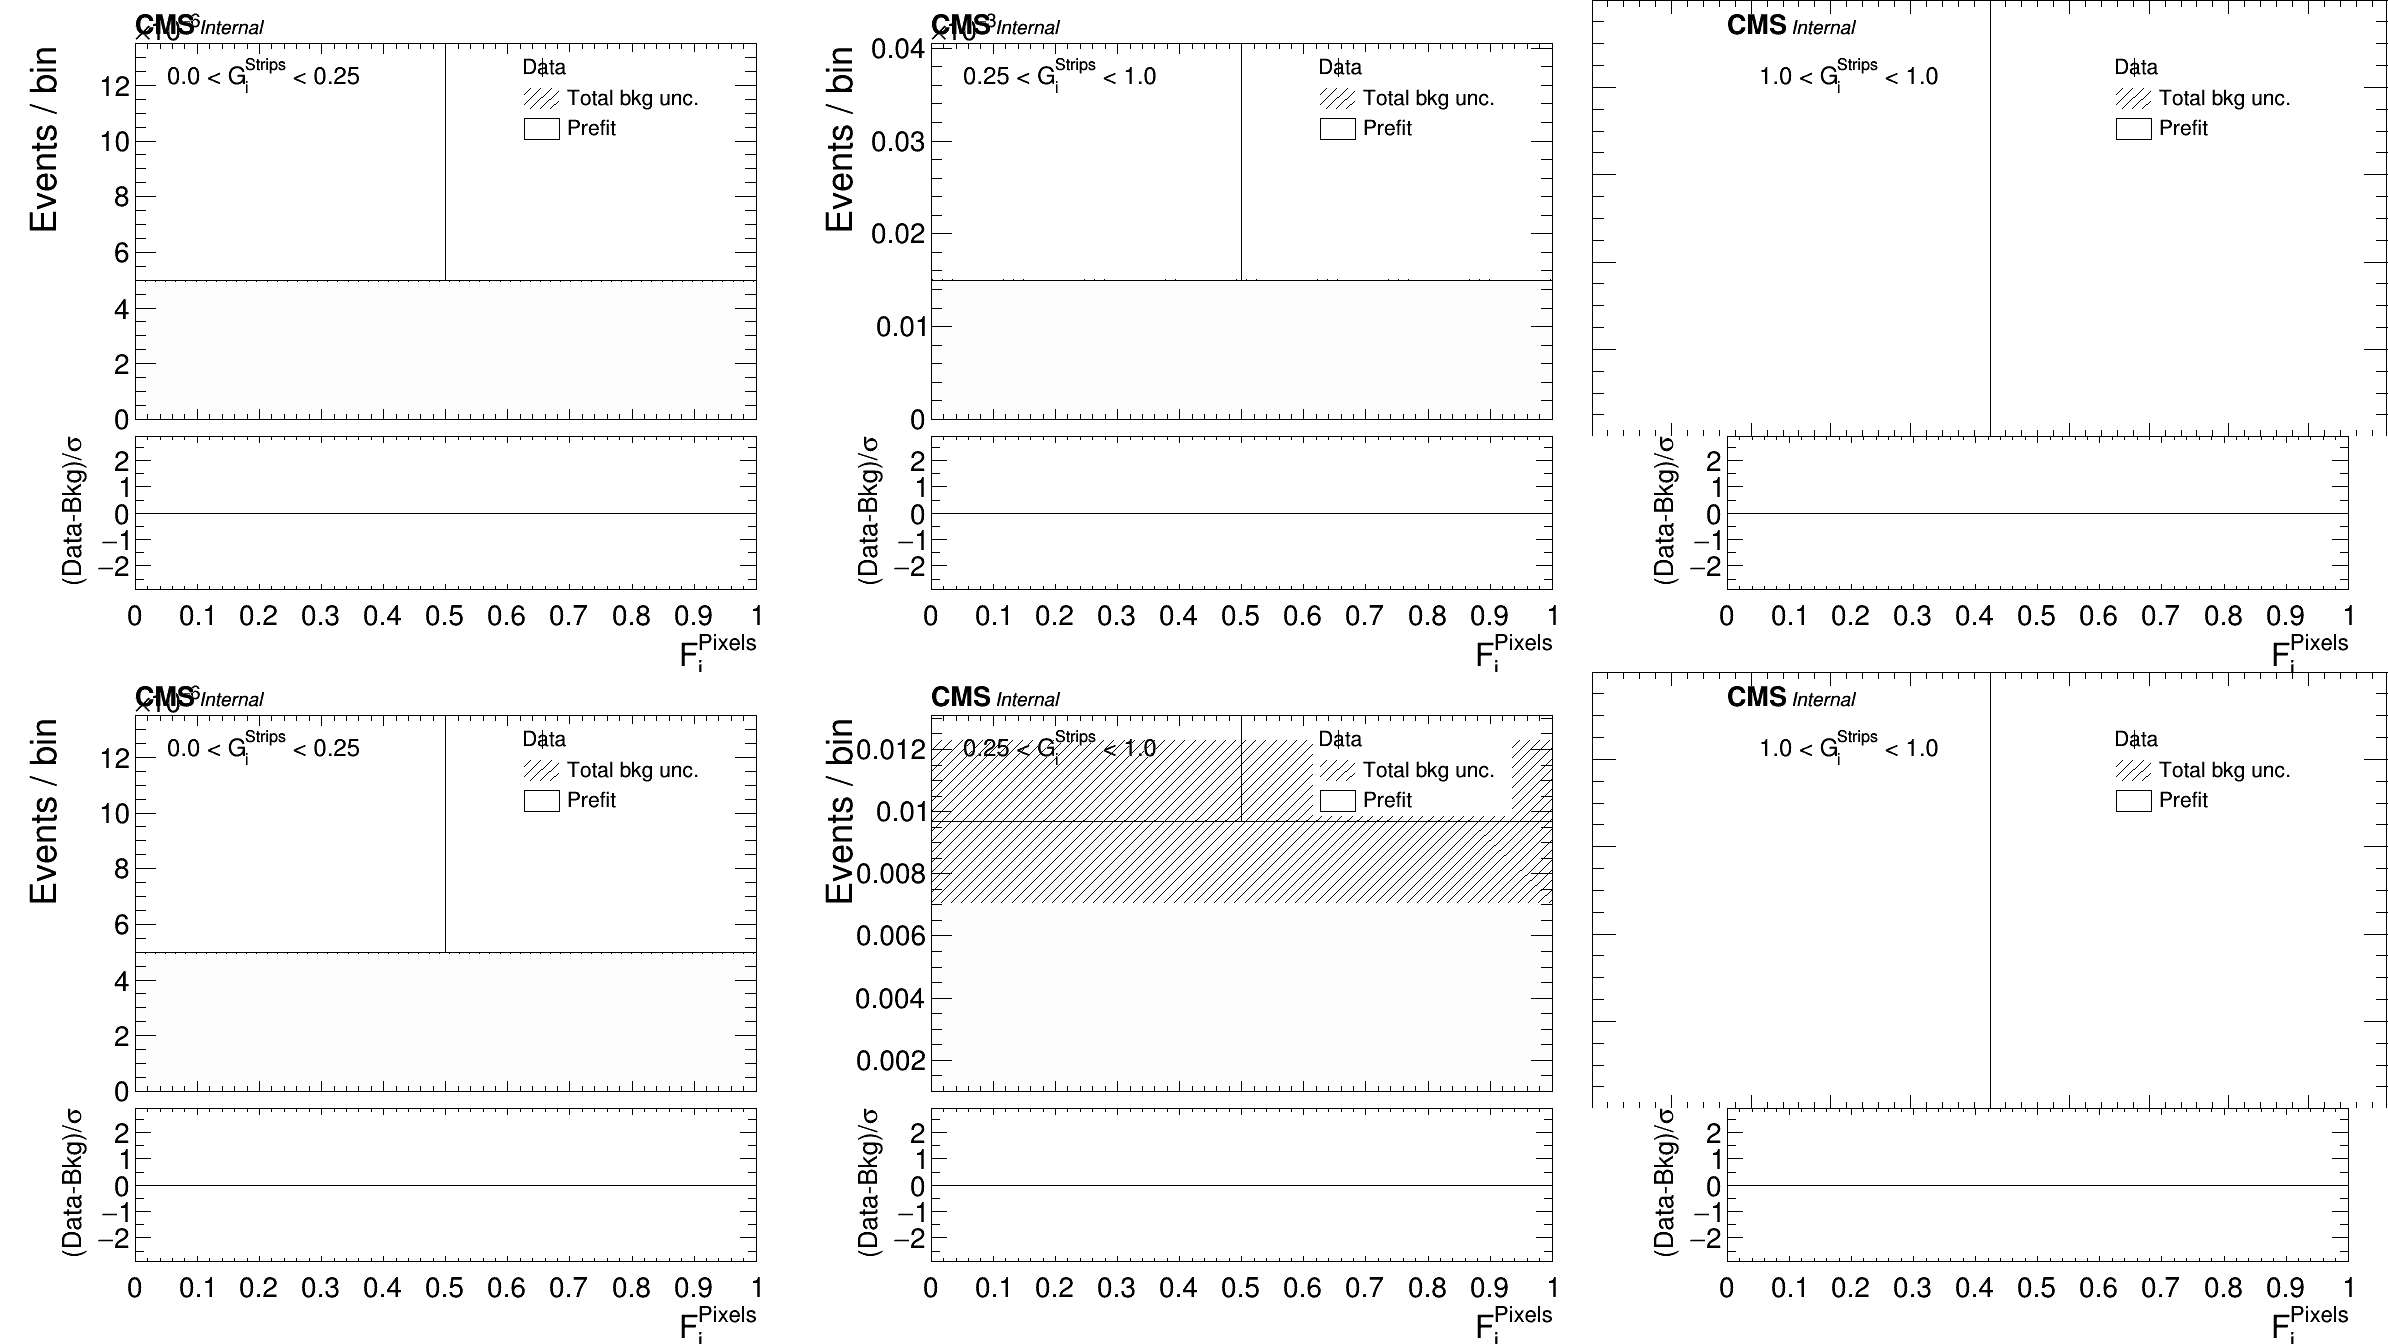 CMS Internal
×10⁻⁶
Events / bin
0.0 < G_i^Strips < 0.25
Data
Total bkg unc.
Prefit
12
10
8
6
4
2
0
(Data-Bkg)/σ
2
1
0
−1
−2
0 0.1 0.2 0.3 0.4 0.5 0.6 0.7 0.8 0.9 1
F_i^Pixels
CMS Internal
Events / bin
0.25 < G_i^Strips < 1.0
Data
Total bkg unc.
Prefit
0.04
0.03
0.02
0.01
0
(Data-Bkg)/σ
2
1
0
−1
−2
0 0.1 0.2 0.3 0.4 0.5 0.6 0.7 0.8 0.9 1
F_i^Pixels
CMS Internal
1.0 < G_i^Strips < 1.0
Data
Total bkg unc.
Prefit
(Data-Bkg)/σ
2
1
0
−1
−2
0 0.1 0.2 0.3 0.4 0.5 0.6 0.7 0.8 0.9 1
F_i^Pixels
CMS Internal
×10⁻⁶
Events / bin
0.0 < G_i^Strips < 0.25
Data
Total bkg unc.
Prefit
12
10
8
6
4
2
0
(Data-Bkg)/σ
2
1
0
−1
−2
0 0.1 0.2 0.3 0.4 0.5 0.6 0.7 0.8 0.9 1
F_i^Pixels
CMS Internal
Events / bin
0.25 < G_i^Strips < 1.0
Data
Total bkg unc.
Prefit
0.012
0.01
0.008
0.006
0.004
0.002
(Data-Bkg)/σ
2
1
0
−1
−2
0 0.1 0.2 0.3 0.4 0.5 0.6 0.7 0.8 0.9 1
F_i^Pixels
CMS Internal
1.0 < G_i^Strips < 1.0
Data
Total bkg unc.
Prefit
(Data-Bkg)/σ
2
1
0
−1
−2
0 0.1 0.2 0.3 0.4 0.5 0.6 0.7 0.8 0.9 1
F_i^Pixels